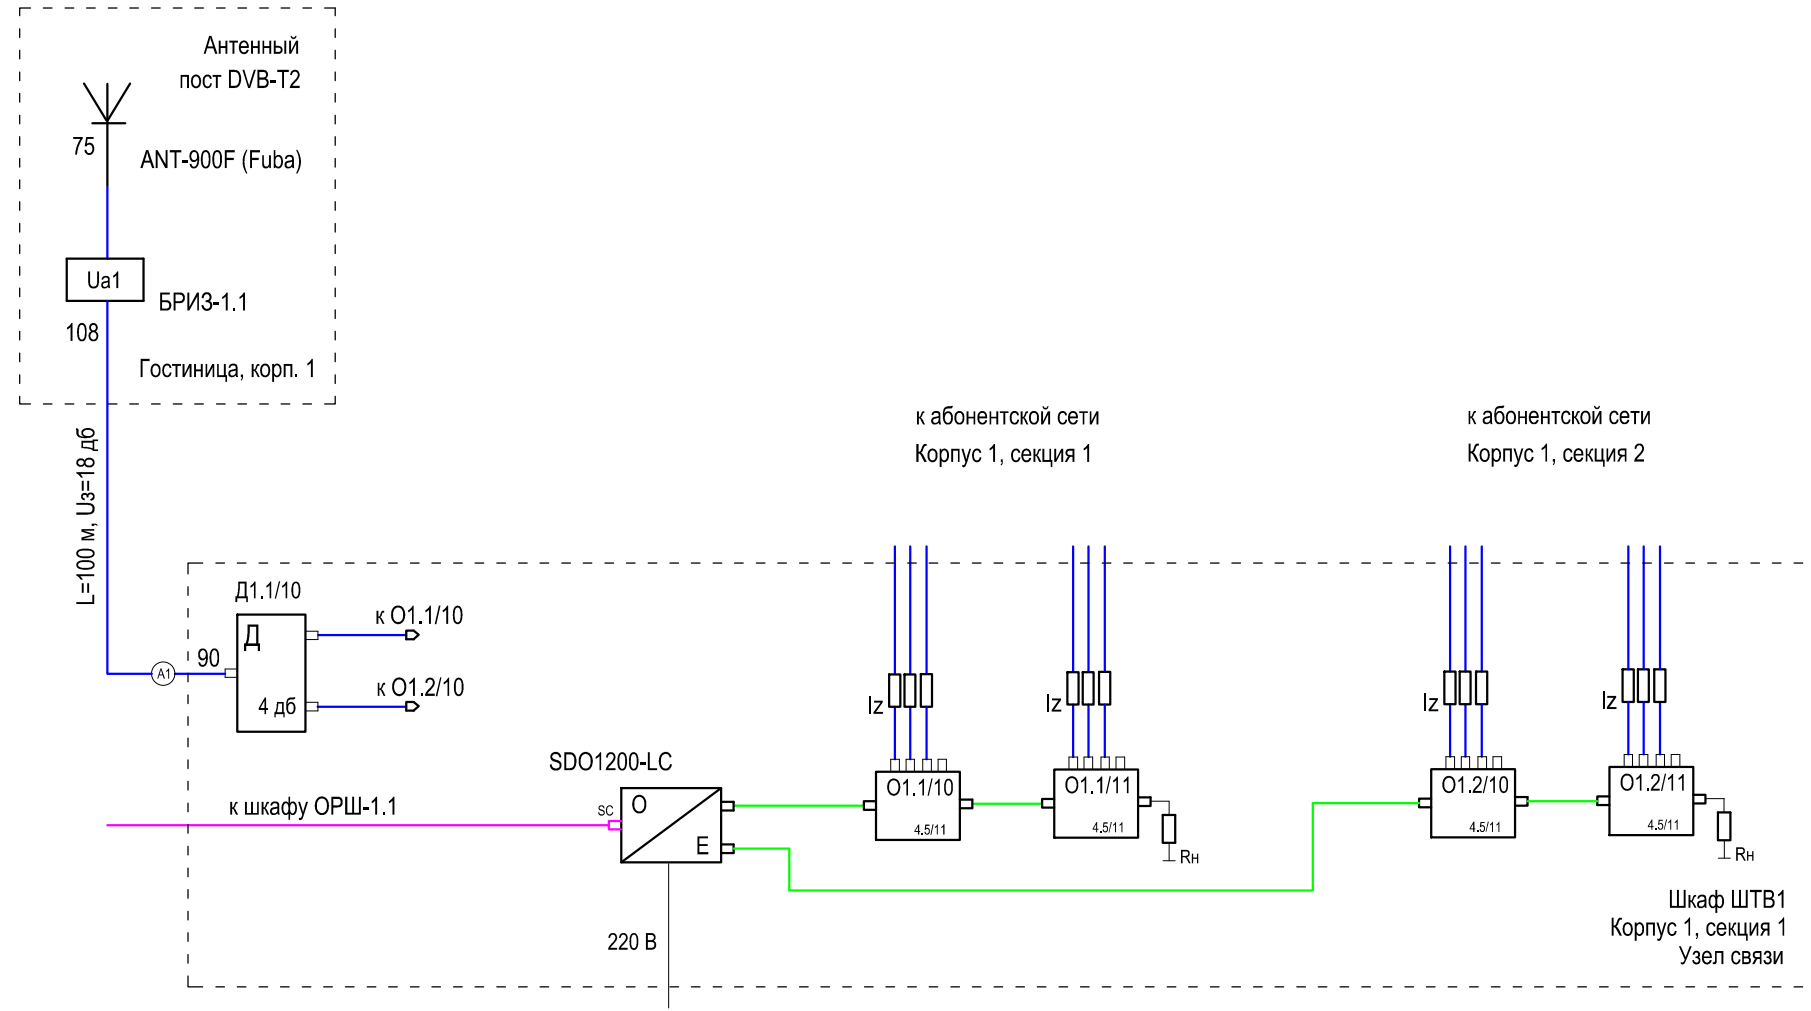 Антенный
пост DVB-T2
75
ANT-900F (Fuba)
Ua1
БРИЗ-1.1
108
Гостиница, корп. 1
L=100 м, Uз=18 дб
к абонентской сети
Корпус 1, секция 1
к абонентской сети
Корпус 1, секция 2
Д1.1/10
Д
4 дб
к О1.1/10
к О1.2/10
А1
90
Iz
Iz
Iz
Iz
SDO1200-LC
к шкафу ОРШ-1.1
SC
O
E
О1.1/10
4.5/11
О1.1/11
4.5/11
Rн
О1.2/10
4.5/11
О1.2/11
4.5/11
Rн
220 В
Шкаф ШТВ1
Корпус 1, секция 1
Узел связи